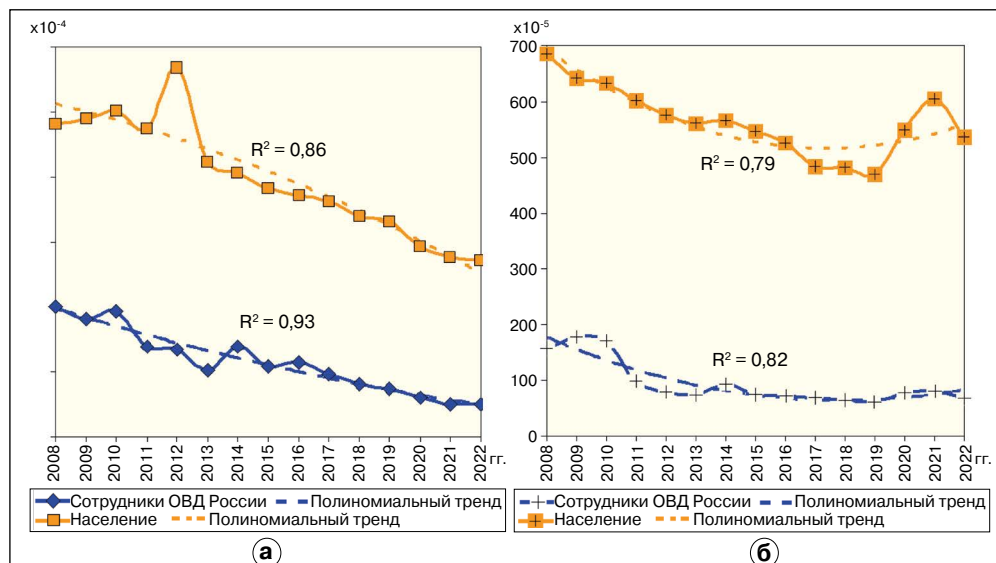 x10⁻⁴
R² = 0,86
R² = 0,93
2008 2009 2010 2011 2012 2013 2014 2015 2016 2017 2018 2019 2020 2021 2022 гг.
Сотрудники ОВД России Полиномиальный тренд
Население Полиномиальный тренд
а
x10⁻⁵
700
600
500
400
300
200
100
0
R² = 0,79
R² = 0,82
2008 2009 2010 2011 2012 2013 2014 2015 2016 2017 2018 2019 2020 2021 2022 гг.
Сотрудники ОВД России Полиномиальный тренд
Население Полиномиальный тренд
б